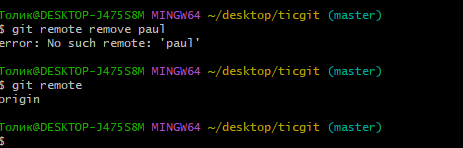 Толик@DESKTOP-J475S8M MINGW64 ~/desktop/ticgit (master)
$ git remote remove paul
error: No such remote: 'paul'
Толик@DESKTOP-J475S8M MINGW64 ~/desktop/ticgit (master)
$ git remote
origin
Толик@DESKTOP-J475S8M MINGW64 ~/desktop/ticgit (master)
$